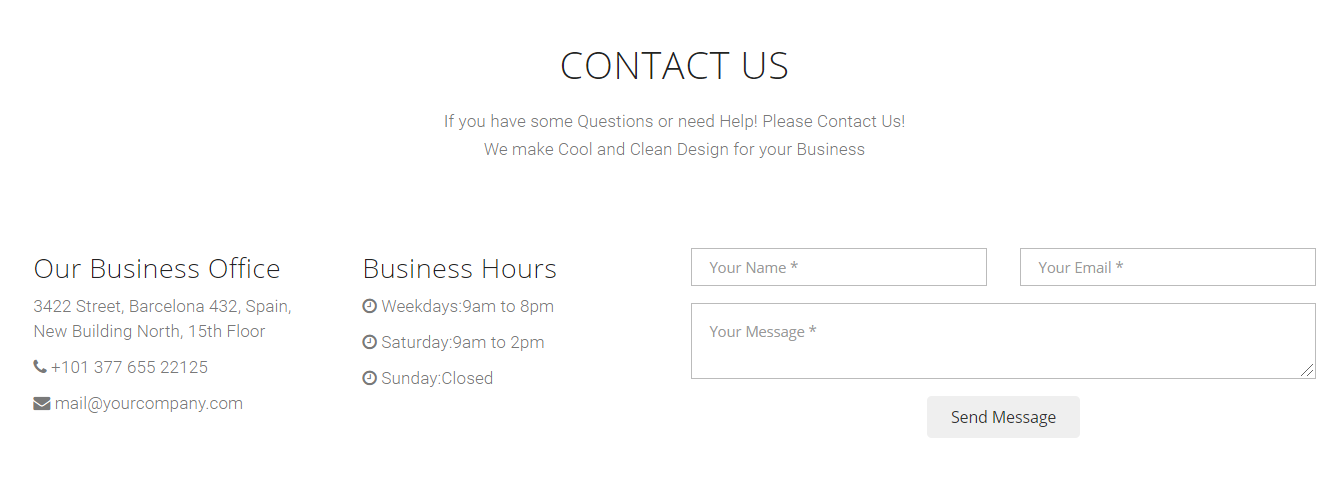 CONTACT US
If you have some Questions or need Help! Please Contact Us!
We make Cool and Clean Design for your Business
Our Business Office
3422 Street, Barcelona 432, Spain,
New Building North, 15th Floor
+101 377 655 22125
mail@yourcompany.com
Business Hours
Weekdays:9am to 8pm
Saturday:9am to 2pm
Sunday:Closed
Your Name *
Your Email *
Your Message *
Send Message